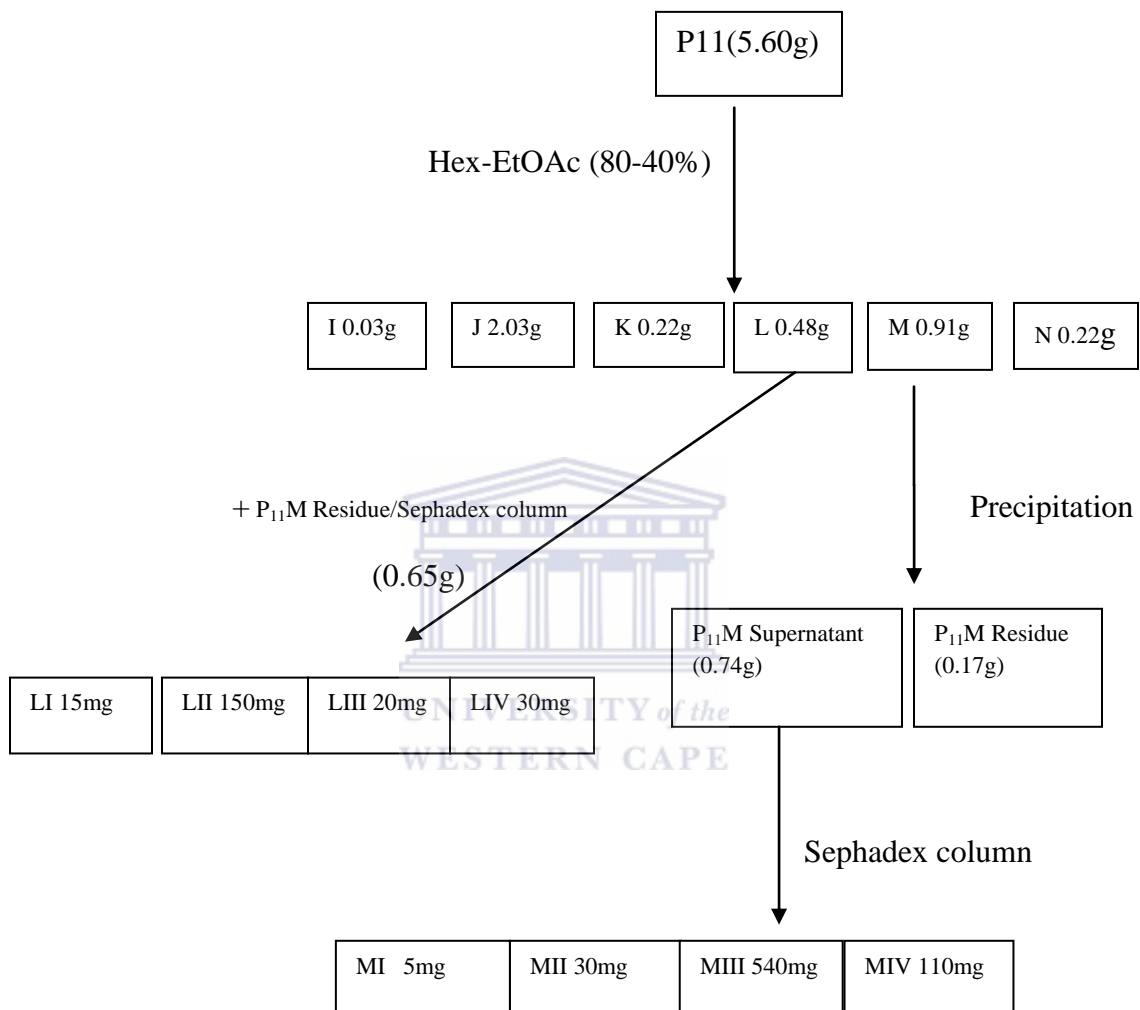 P11(5.60g)
Hex-EtOAc (80-40%)
I 0.03g
J 2.03g
K 0.22g
L 0.48g
M 0.91g
N 0.22g
+ P₁₁M Residue/Sephadex column
(0.65g)
Precipitation
P₁₁M Supernatant
(0.74g)
P₁₁M Residue
(0.17g)
LI 15mg
LII 150mg
LIII 20mg
LIV 30mg
UNIVERSITY of the
WESTERN CAPE
Sephadex column
MI 5mg
MII 30mg
MIII 540mg
MIV 110mg